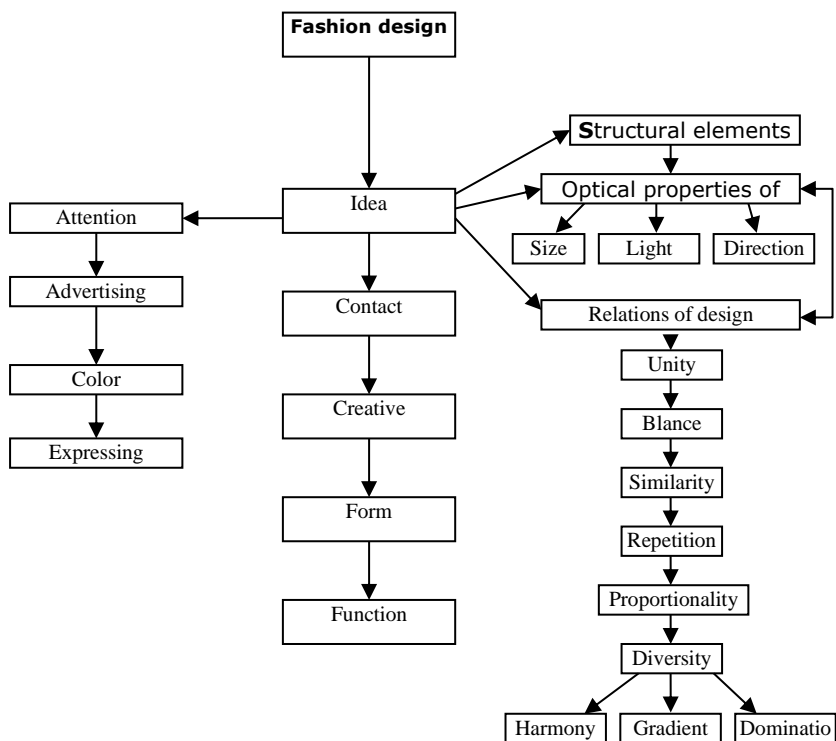 Fashion design
Structural elements
Idea
Optical properties of
Attention
Size
Light
Direction
Advertising
Contact
Relations of design
Unity
Color
Creative
Blance
Expressing
Similarity
Form
Repetition
Proportionality
Function
Diversity
Harmony
Gradient
Dominatio